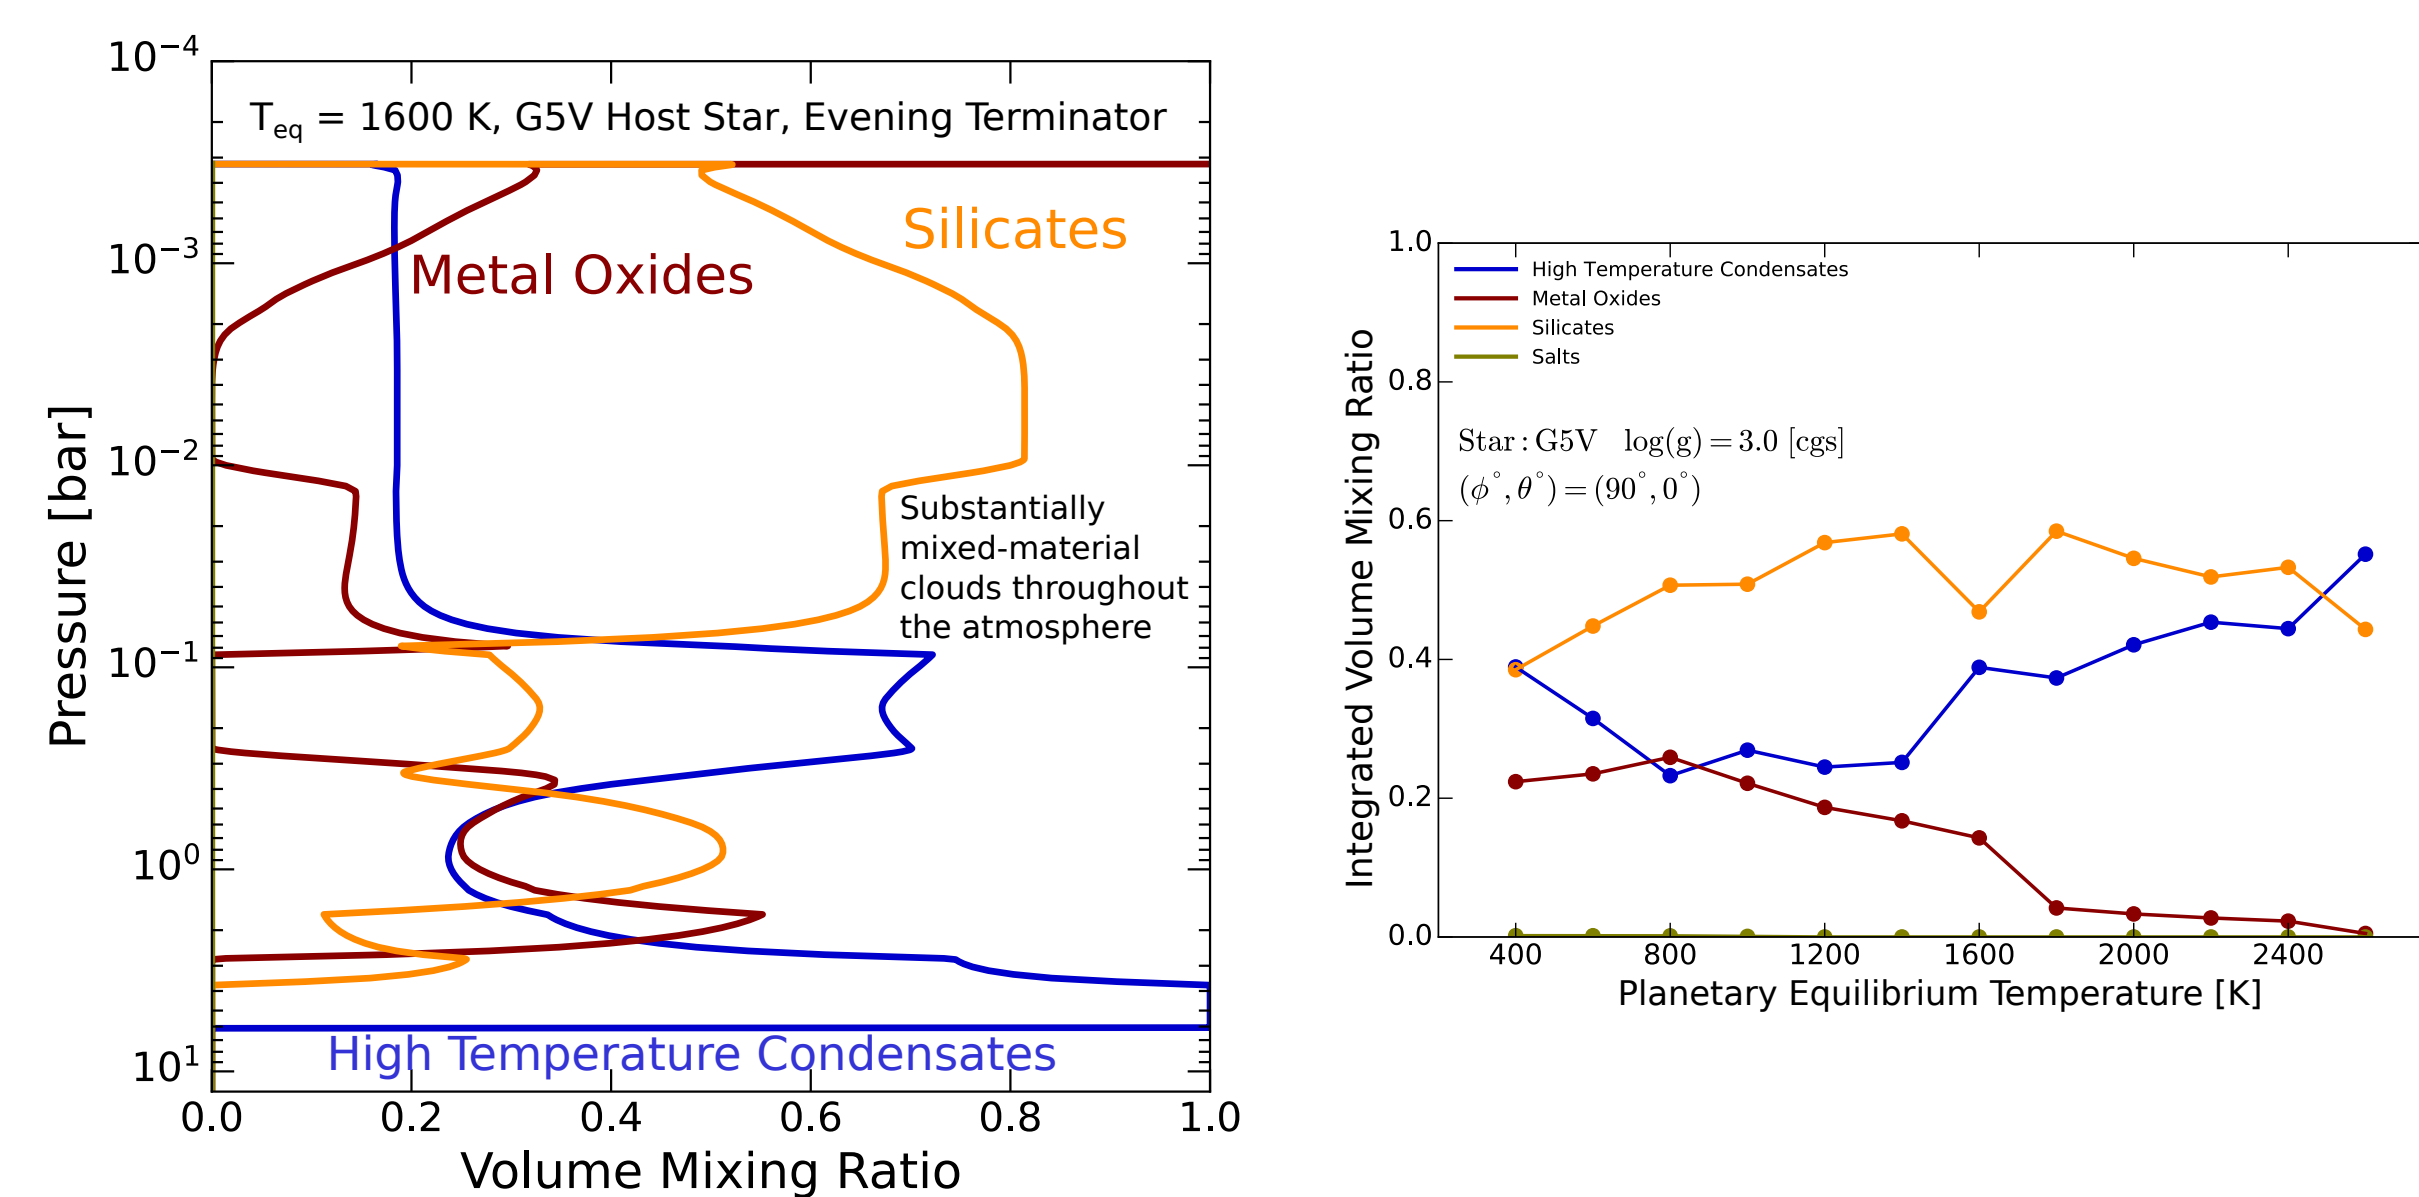 10⁻⁴
10⁻³
10⁻²
10⁻¹
10⁰
10¹
Pressure [bar]
T_eq = 1600 K, G5V Host Star, Evening Terminator
Silicates
Metal Oxides
Substantially
mixed-material
clouds throughout
the atmosphere
High Temperature Condensates
0.0 0.2 0.4 0.6 0.8 1.0
Volume Mixing Ratio
1.0
0.8
0.6
0.4
0.2
0.0
Integrated Volume Mixing Ratio
High Temperature Condensates
Metal Oxides
Silicates
Salts
Star: G5V log(g) = 3.0 [cgs]
(ϕ°, θ°) = (90°, 0°)
400 800 1200 1600 2000 2400
Planetary Equilibrium Temperature [K]